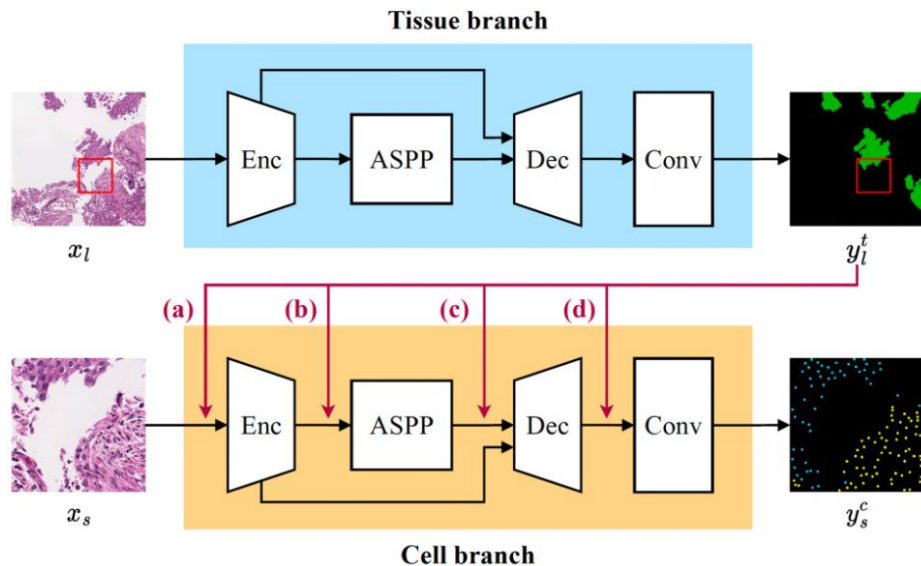 Tissue branch
Enc
ASPP
Dec
Conv
x_l
y_l^t
(a)
(b)
(c)
(d)
Enc
ASPP
Dec
Conv
x_s
y_s^c
Cell branch